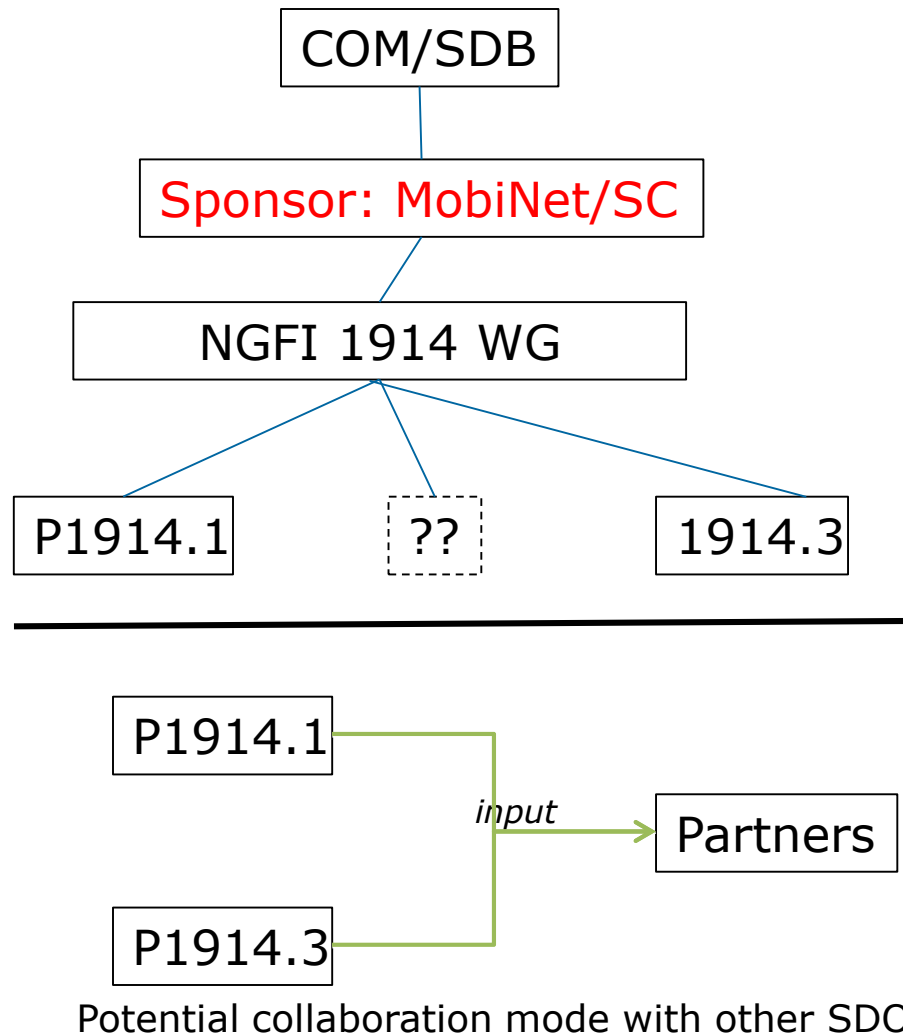 COM/SDB
Sponsor: MobiNet/SC
NGFI 1914 WG
P1914.1
??
1914.3
P1914.1
input
Partners
P1914.3
Potential collaboration mode with other SDO